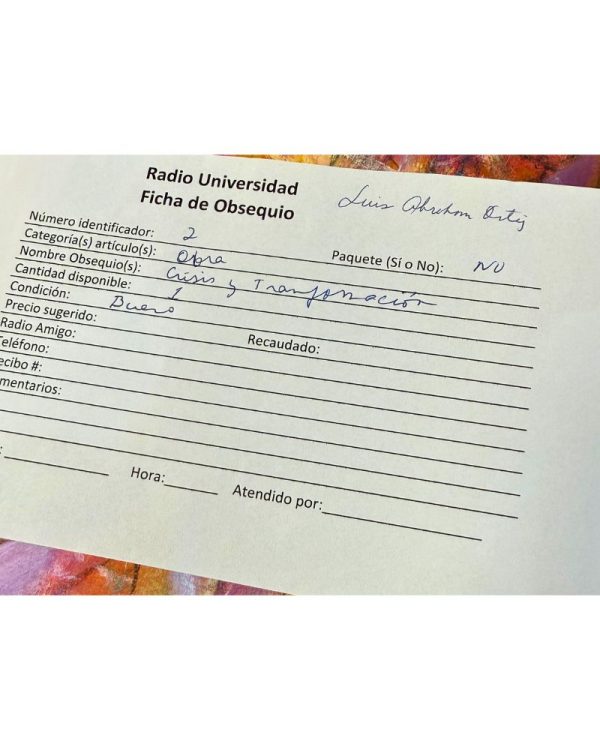 Radio Universidad
Ficha de Obsequio
Luis Abraham Ortiz
Número identificador: 2
Categoría(s) artículo(s): Obra Paquete (Sí o No): NO
Nombre Obsequio(s): Crisis y Transformación
Cantidad disponible: 1
Condición: Bueno
Precio sugerido:
Radio Amigo: Recaudado:
Teléfono:
ecibo #:
mentarios:
: Hora: Atendido por: